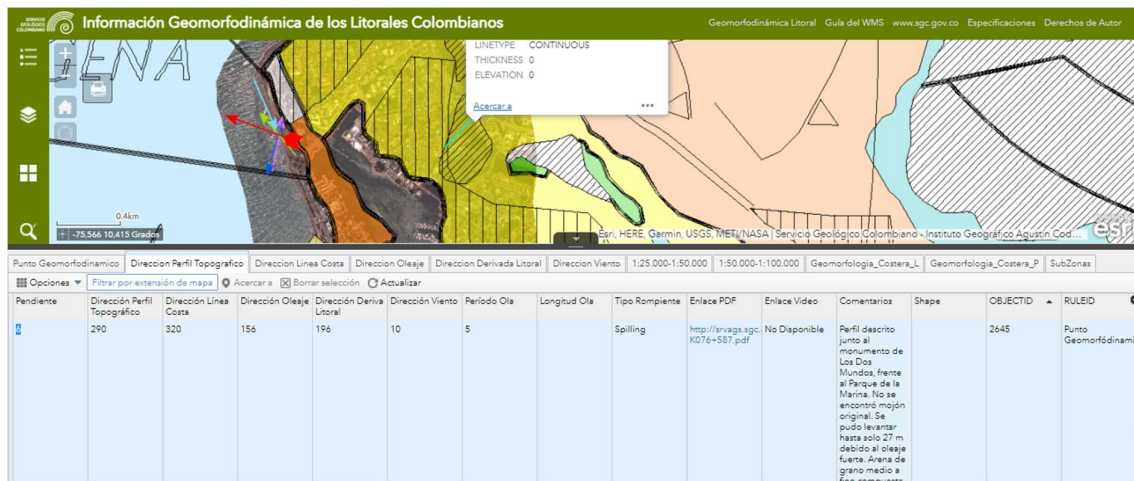 SERVICIO
GEOLÓGICO
COLOMBIANO
Información Geomorfodinámica de los Litorales Colombianos
Geomorfodinámica Litoral Guía del WMS www.sgc.gov.co Especificaciones Derechos de Autor
ENA
LINETYPE CONTINUOUS
THICKNESS 0
ELEVATION 0
Acercar a
0.4km
-75,566 10,415 Grados
Esri, HERE, Garmin, USGS, METI/NASA | Servicio Geológico Colombiano - Instituto Geográfico Agustín Cod...
esri
Punto Geomorfodinamico Direccion Perfil Topografico Direccion Linea Costa Direccion Oleaje Direccion Derivada Litoral Direccion Viento 1:25.000-1:50.000 1:50.000-1:100.000 Geomorfologia_Costera_L Geomorfologia_Costera_P SubZonas
Opciones Filtrar por extensión de mapa Acercar a Borrar selección Actualizar
Pendiente Dirección Perfil Dirección Línea Dirección Oleaje Dirección Deriva Dirección Viento Período Ola Longitud Ola Tipo Rompiente Enlace PDF Enlace Video Comentarios Shape OBJECTID RULEID
Topográfico Costa Litoral
6 290 320 156 196 10 5 Spilling http://srvags.sgc. No Disponible Perfil descrito 2645 Punto
K076+587.pdf junto al Geomorfódinami
monumento de
Los Dos
Mundos, frente
al Parque de la
Marina. No se
encontró mojón
original. Se
pudo levantar
hasta solo 27 m
debido al oleaje
fuerte. Arena de
grano medio a